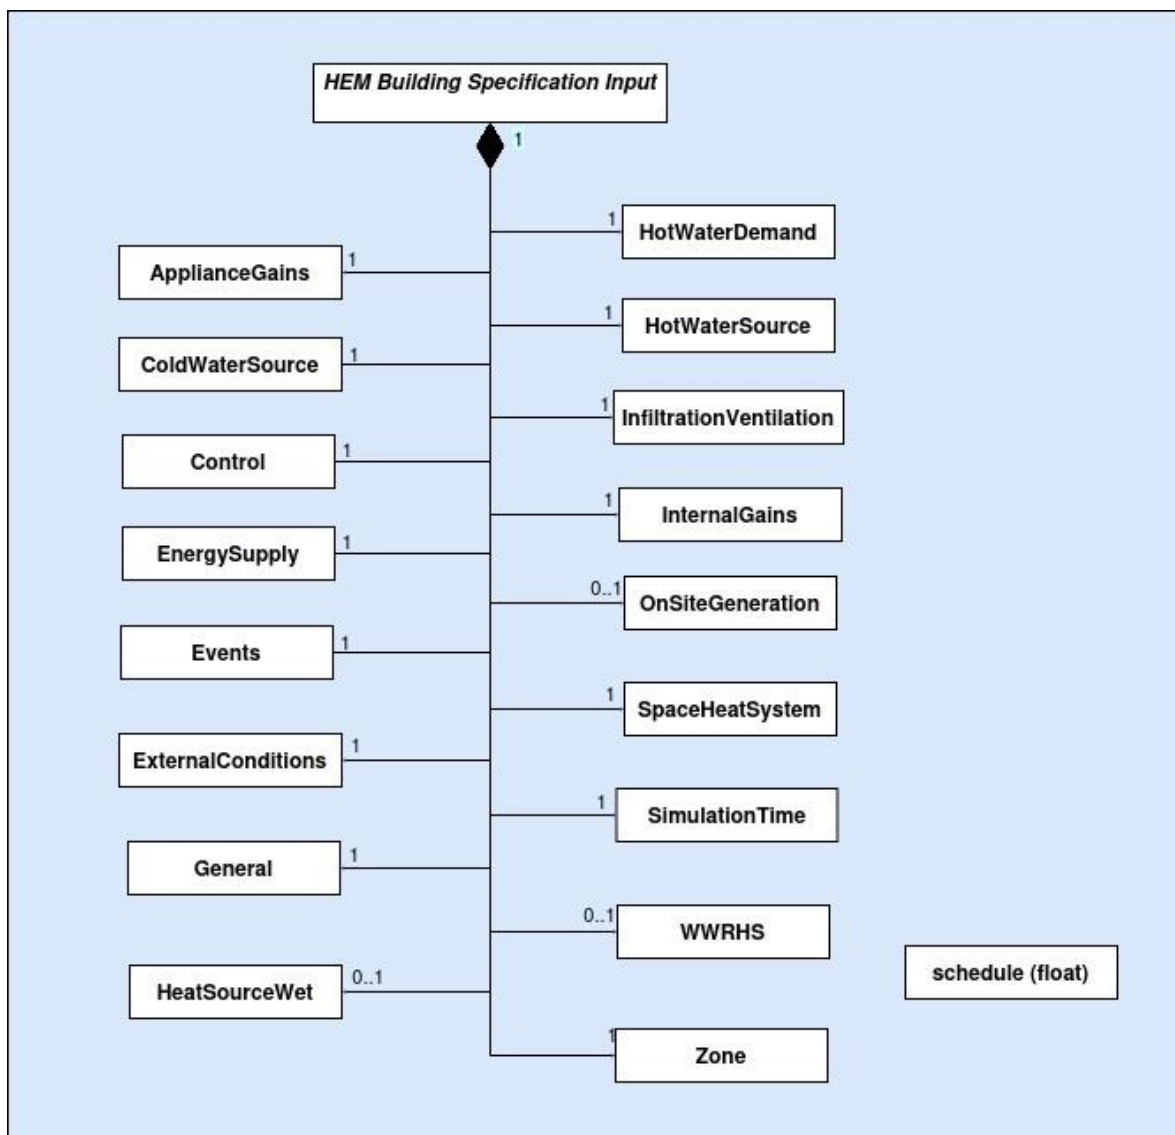 HEM Building Specification Input
1
1
HotWaterDemand
ApplianceGains
1
1
HotWaterSource
ColdWaterSource
1
1
InfiltrationVentilation
Control
1
1
InternalGains
EnergySupply
1
0..1
OnSiteGeneration
Events
1
1
SpaceHeatSystem
ExternalConditions
1
1
SimulationTime
General
1
0..1
WWRHS
schedule (float)
HeatSourceWet
0..1
1
Zone